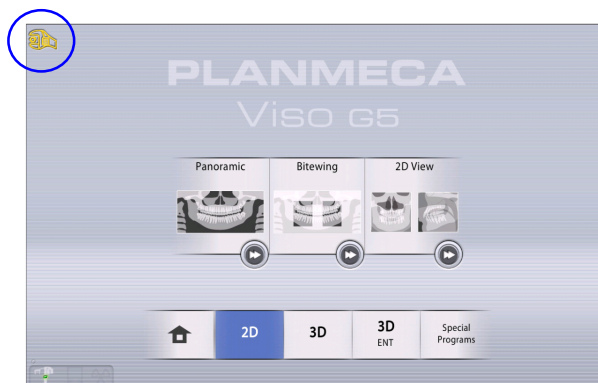 PLANMECA
Viso G5
Panoramic
Bitewing
2D View
2D
3D
3D
ENT
Special
Programs